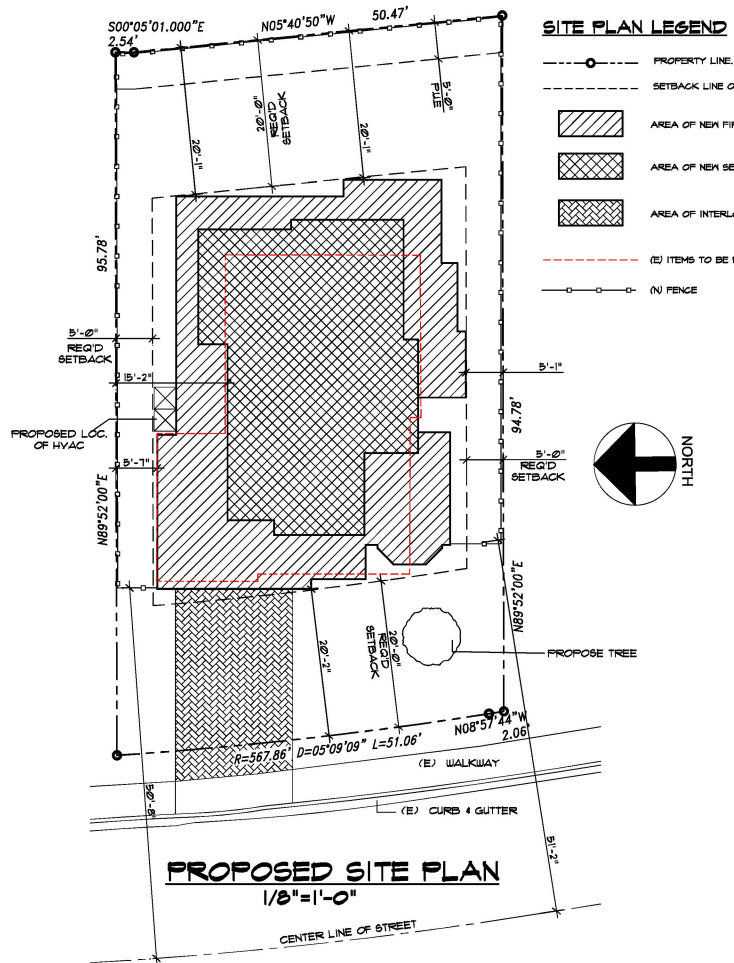 S00°05'01.000"E
2.54'
N05°40'50"W
50.47'
20'-1"
20'-0"
REQ'D
SETBACK
20'-1"
5'-0"
PUE
95.78'
5'-0"
REQ'D
SETBACK
15'-2"
PROPOSED LOC.
OF HVAC
5'-7"
N89°52'00"E
5'-1"
94.78'
5'-0"
REQ'D
SETBACK
N89°52'00"E
20'-2"
20'-0"
REQ'D
SETBACK
PROPOSE TREE
R=567.86' D=05°09'09" L=51.06'
N08°57'44"W
2.06'
(E) WALKWAY
(E) CURB & GUTTER
50'-8"
51'-2"
PROPOSED SITE PLAN
1/8"=1'-0"
CENTER LINE OF STREET
SITE PLAN LEGEND
PROPERTY LINE.
SETBACK LINE
AREA OF NEW
AREA OF NEW
AREA OF
(E) ITEMS TO BE
(N) FENCE
NORTH